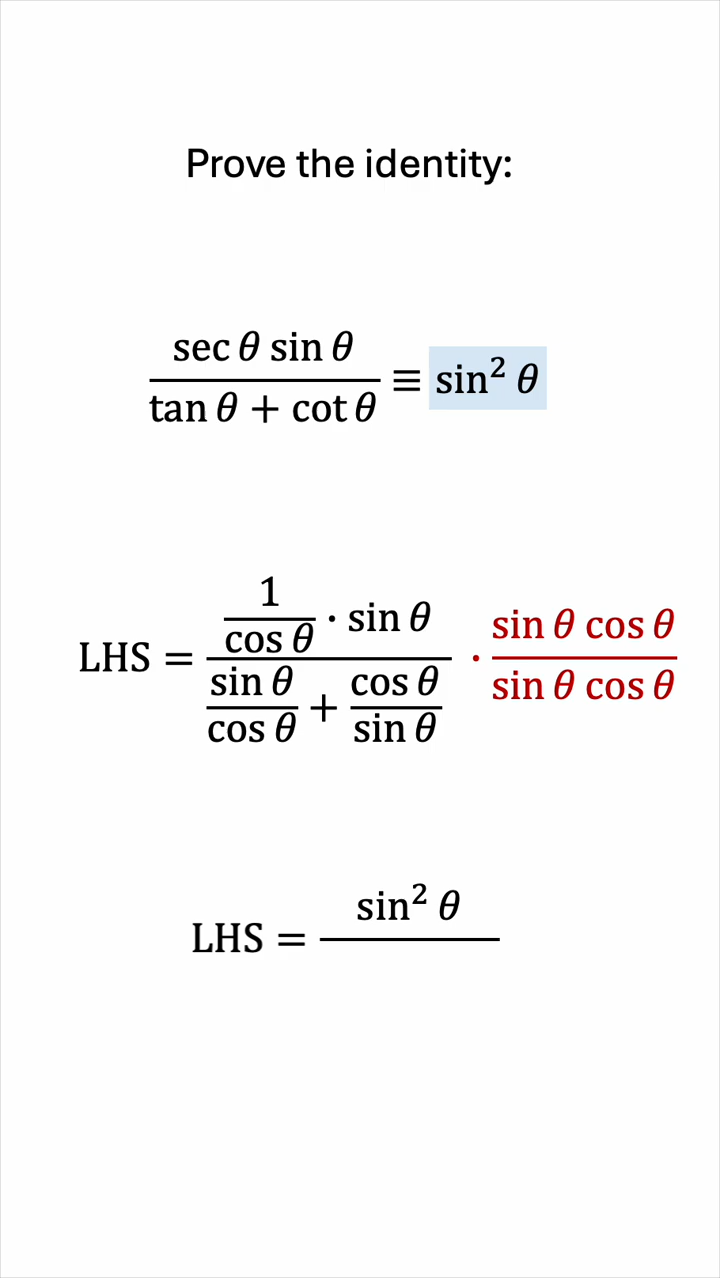 Prove the identity:
sec θ sin θ
tan θ + cot θ
≡ sin² θ
1
cos θ
· sin θ
LHS =
sin θ
cos θ
+
cos θ
sin θ
·
sin θ cos θ
sin θ cos θ
sin² θ
LHS =